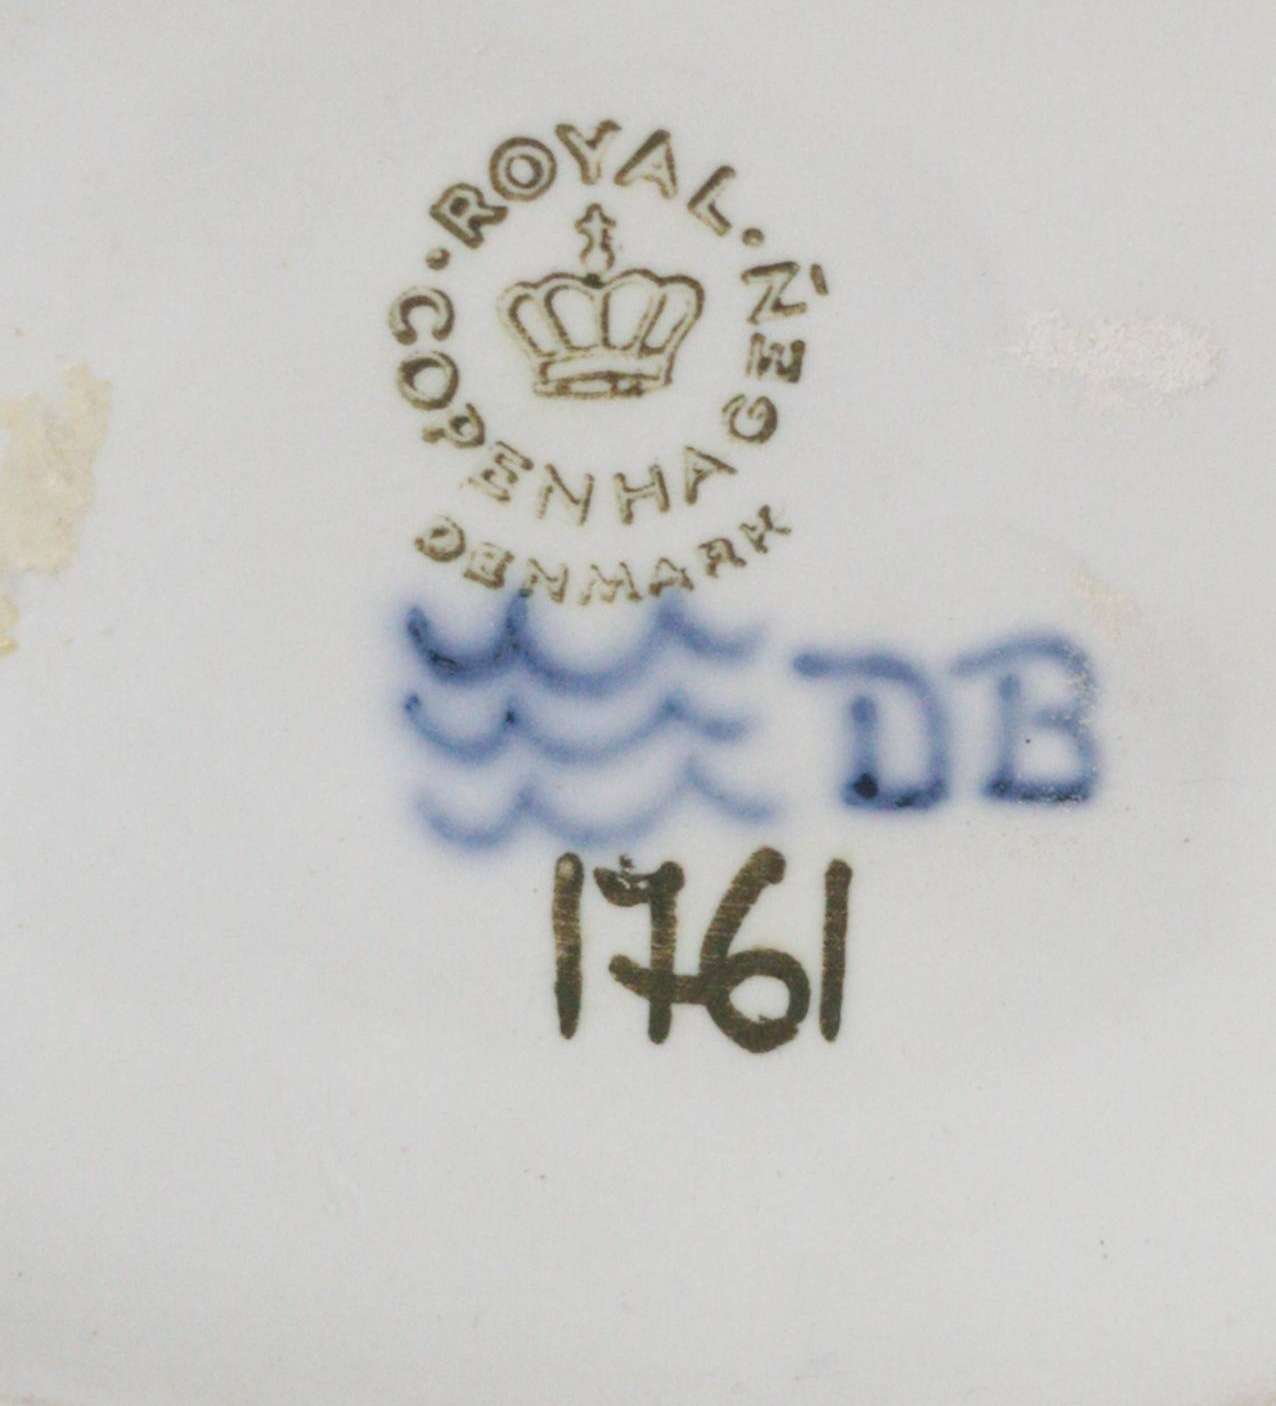 ROYAL.
COPENHAGEN.
DENMARK
DB
1761